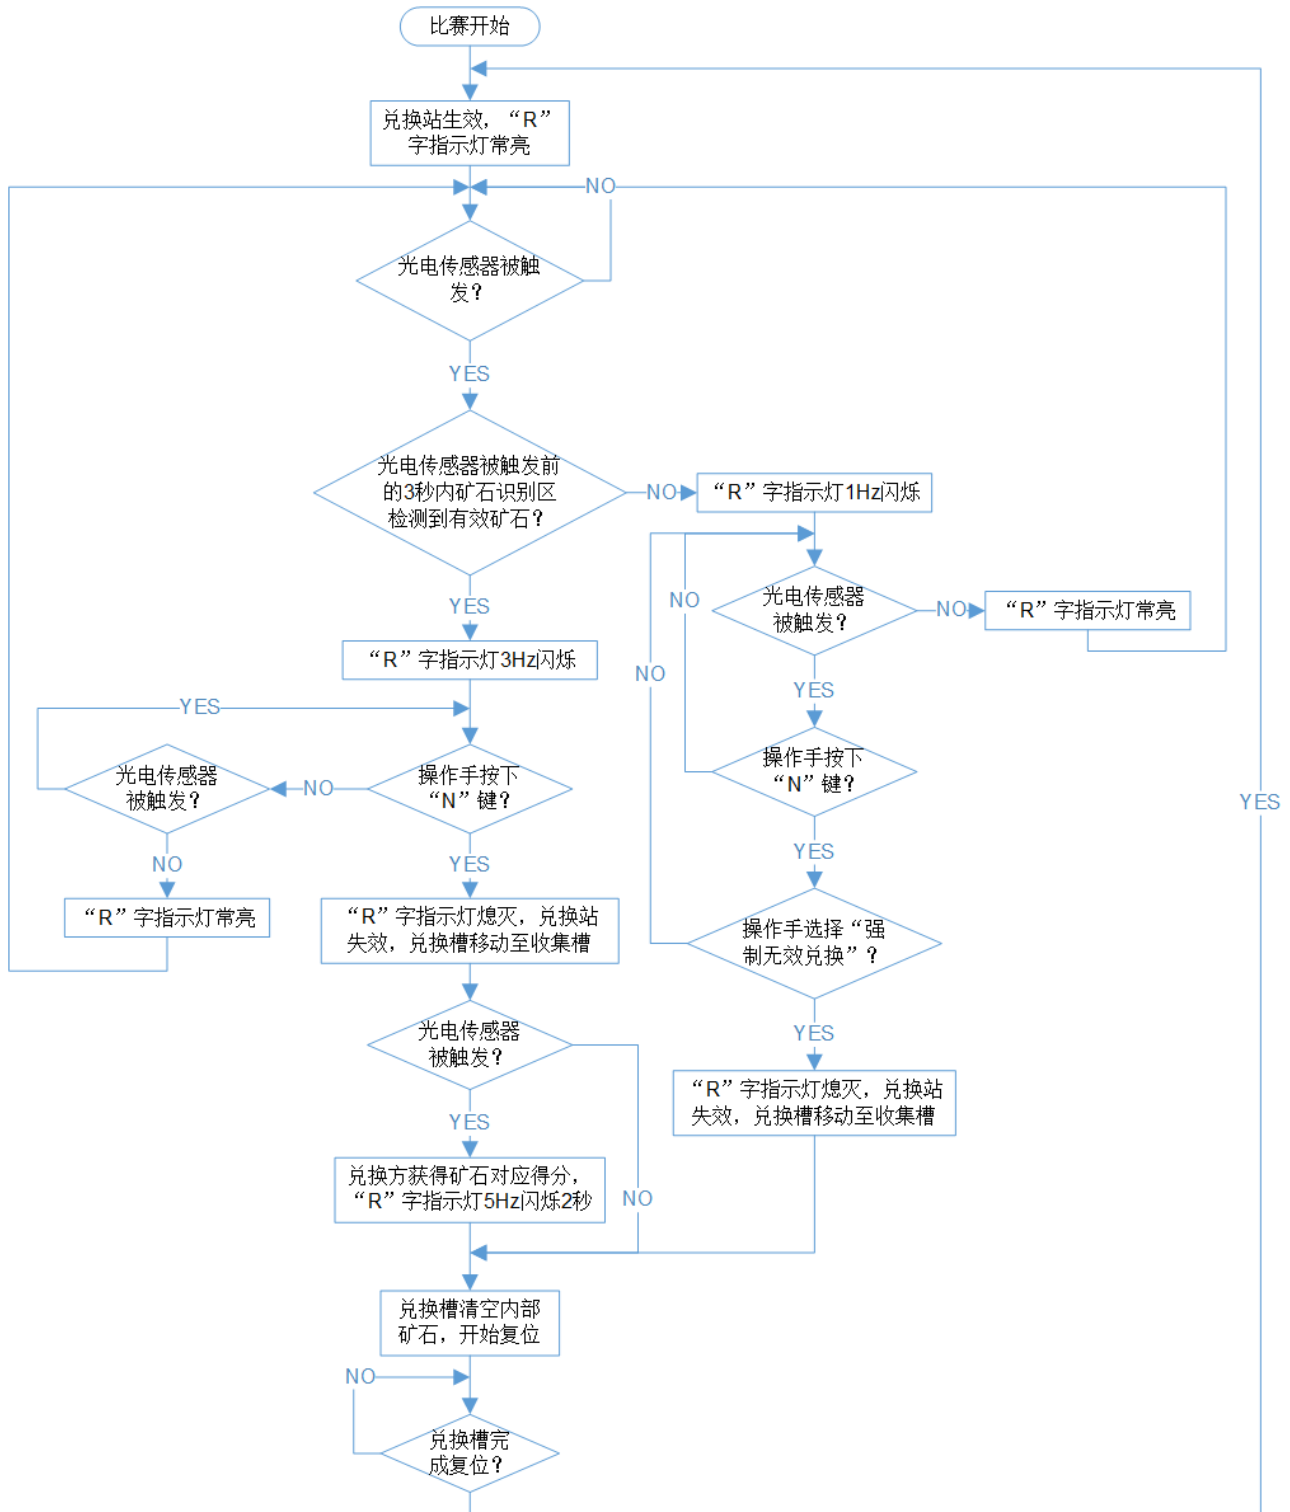 比赛开始
兑换站生效，“R”
字指示灯常亮
NO
光电传感器被触
发？
YES
光电传感器被触发前
的3秒内矿石识别区
检测到有效矿石？
NO
“R”字指示灯1Hz闪烁
YES
NO
光电传感器
被触发？
NO
“R”字指示灯常亮
“R”字指示灯3Hz闪烁
NO
YES
YES
光电传感器
被触发？
NO
操作手按下
“N”键？
操作手按下
“N”键？
YES
NO
YES
YES
“R”字指示灯常亮
“R”字指示灯熄灭，兑换站
失效，兑换槽移动至收集槽
操作手选择“强
制无效兑换”？
光电传感器
被触发？
YES
YES
“R”字指示灯熄灭，兑换站
失效，兑换槽移动至收集槽
兑换方获得矿石对应得分，
“R”字指示灯5Hz闪烁2秒
NO
兑换槽清空内部
矿石，开始复位
NO
兑换槽完
成复位？